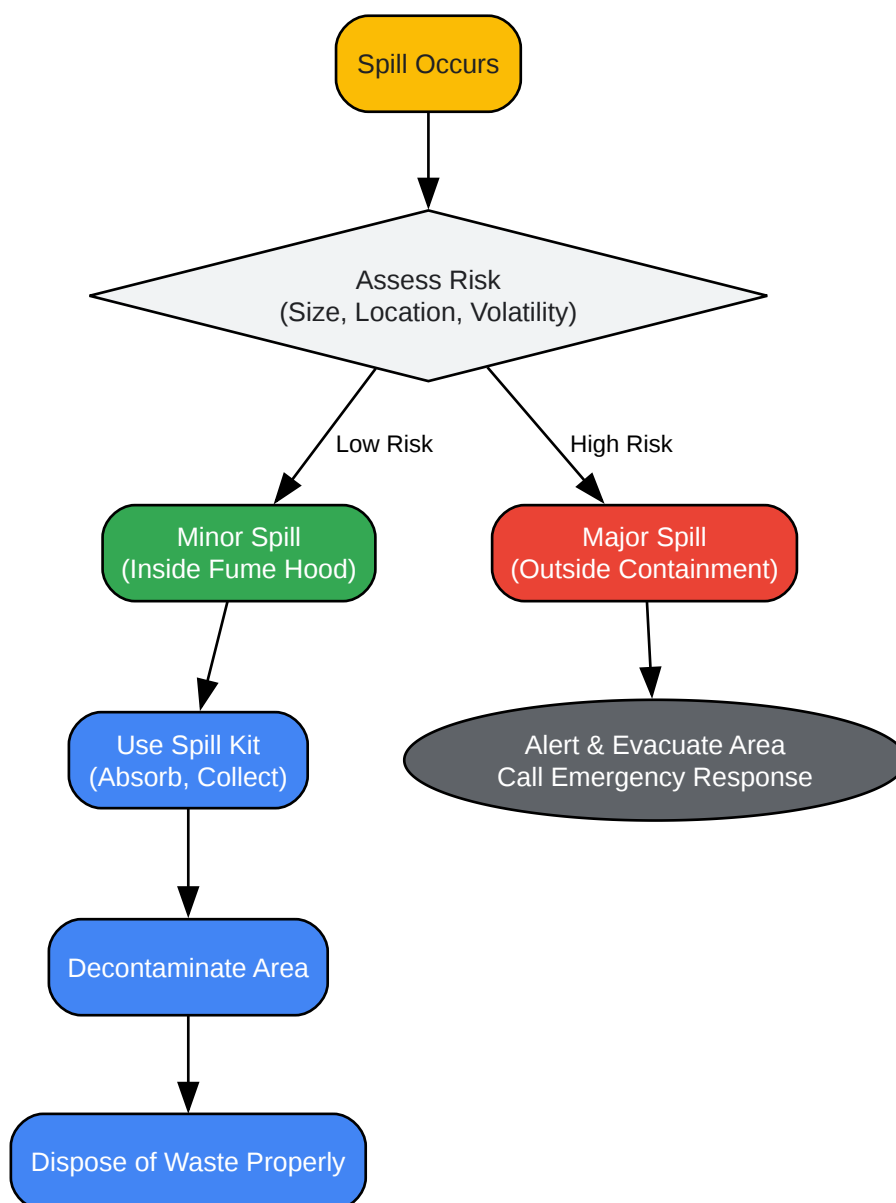 Spill Occurs
Assess Risk
(Size, Location, Volatility)
Low Risk
High Risk
Minor Spill
(Inside Fume Hood)
Major Spill
(Outside Containment)
Use Spill Kit
(Absorb, Collect)
Alert & Evacuate Area
Call Emergency Response
Decontaminate Area
Dispose of Waste Properly